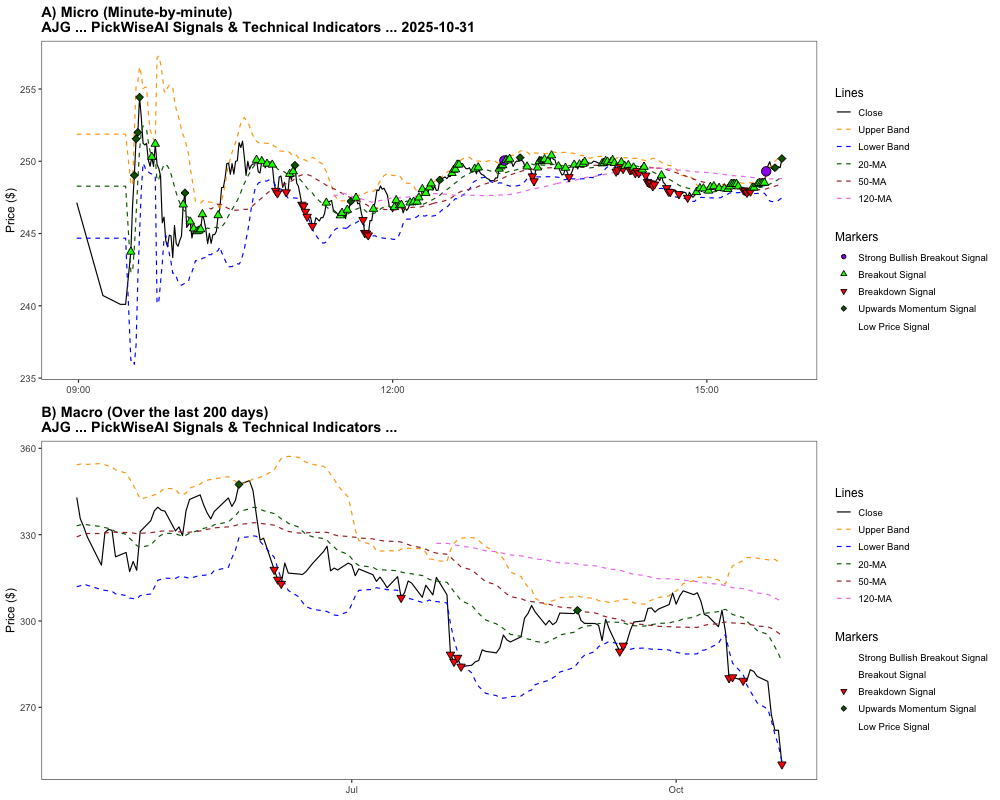 A) Micro (Minute-by-minute)
AJG ... PickWiseAI Signals & Technical Indicators ... 2025-10-31
Price ($)
255
250
245
240
235
09:00
12:00
15:00
Lines
Close
Upper Band
Lower Band
20-MA
50-MA
120-MA
Markers
Strong Bullish Breakout Signal
Breakout Signal
Breakdown Signal
Upwards Momentum Signal
Low Price Signal
B) Macro (Over the last 200 days)
AJG ... PickWiseAI Signals & Technical Indicators ...
Price ($)
360
330
300
270
Jul
Oct
Lines
Close
Upper Band
Lower Band
20-MA
50-MA
120-MA
Markers
Strong Bullish Breakout Signal
Breakout Signal
Breakdown Signal
Upwards Momentum Signal
Low Price Signal